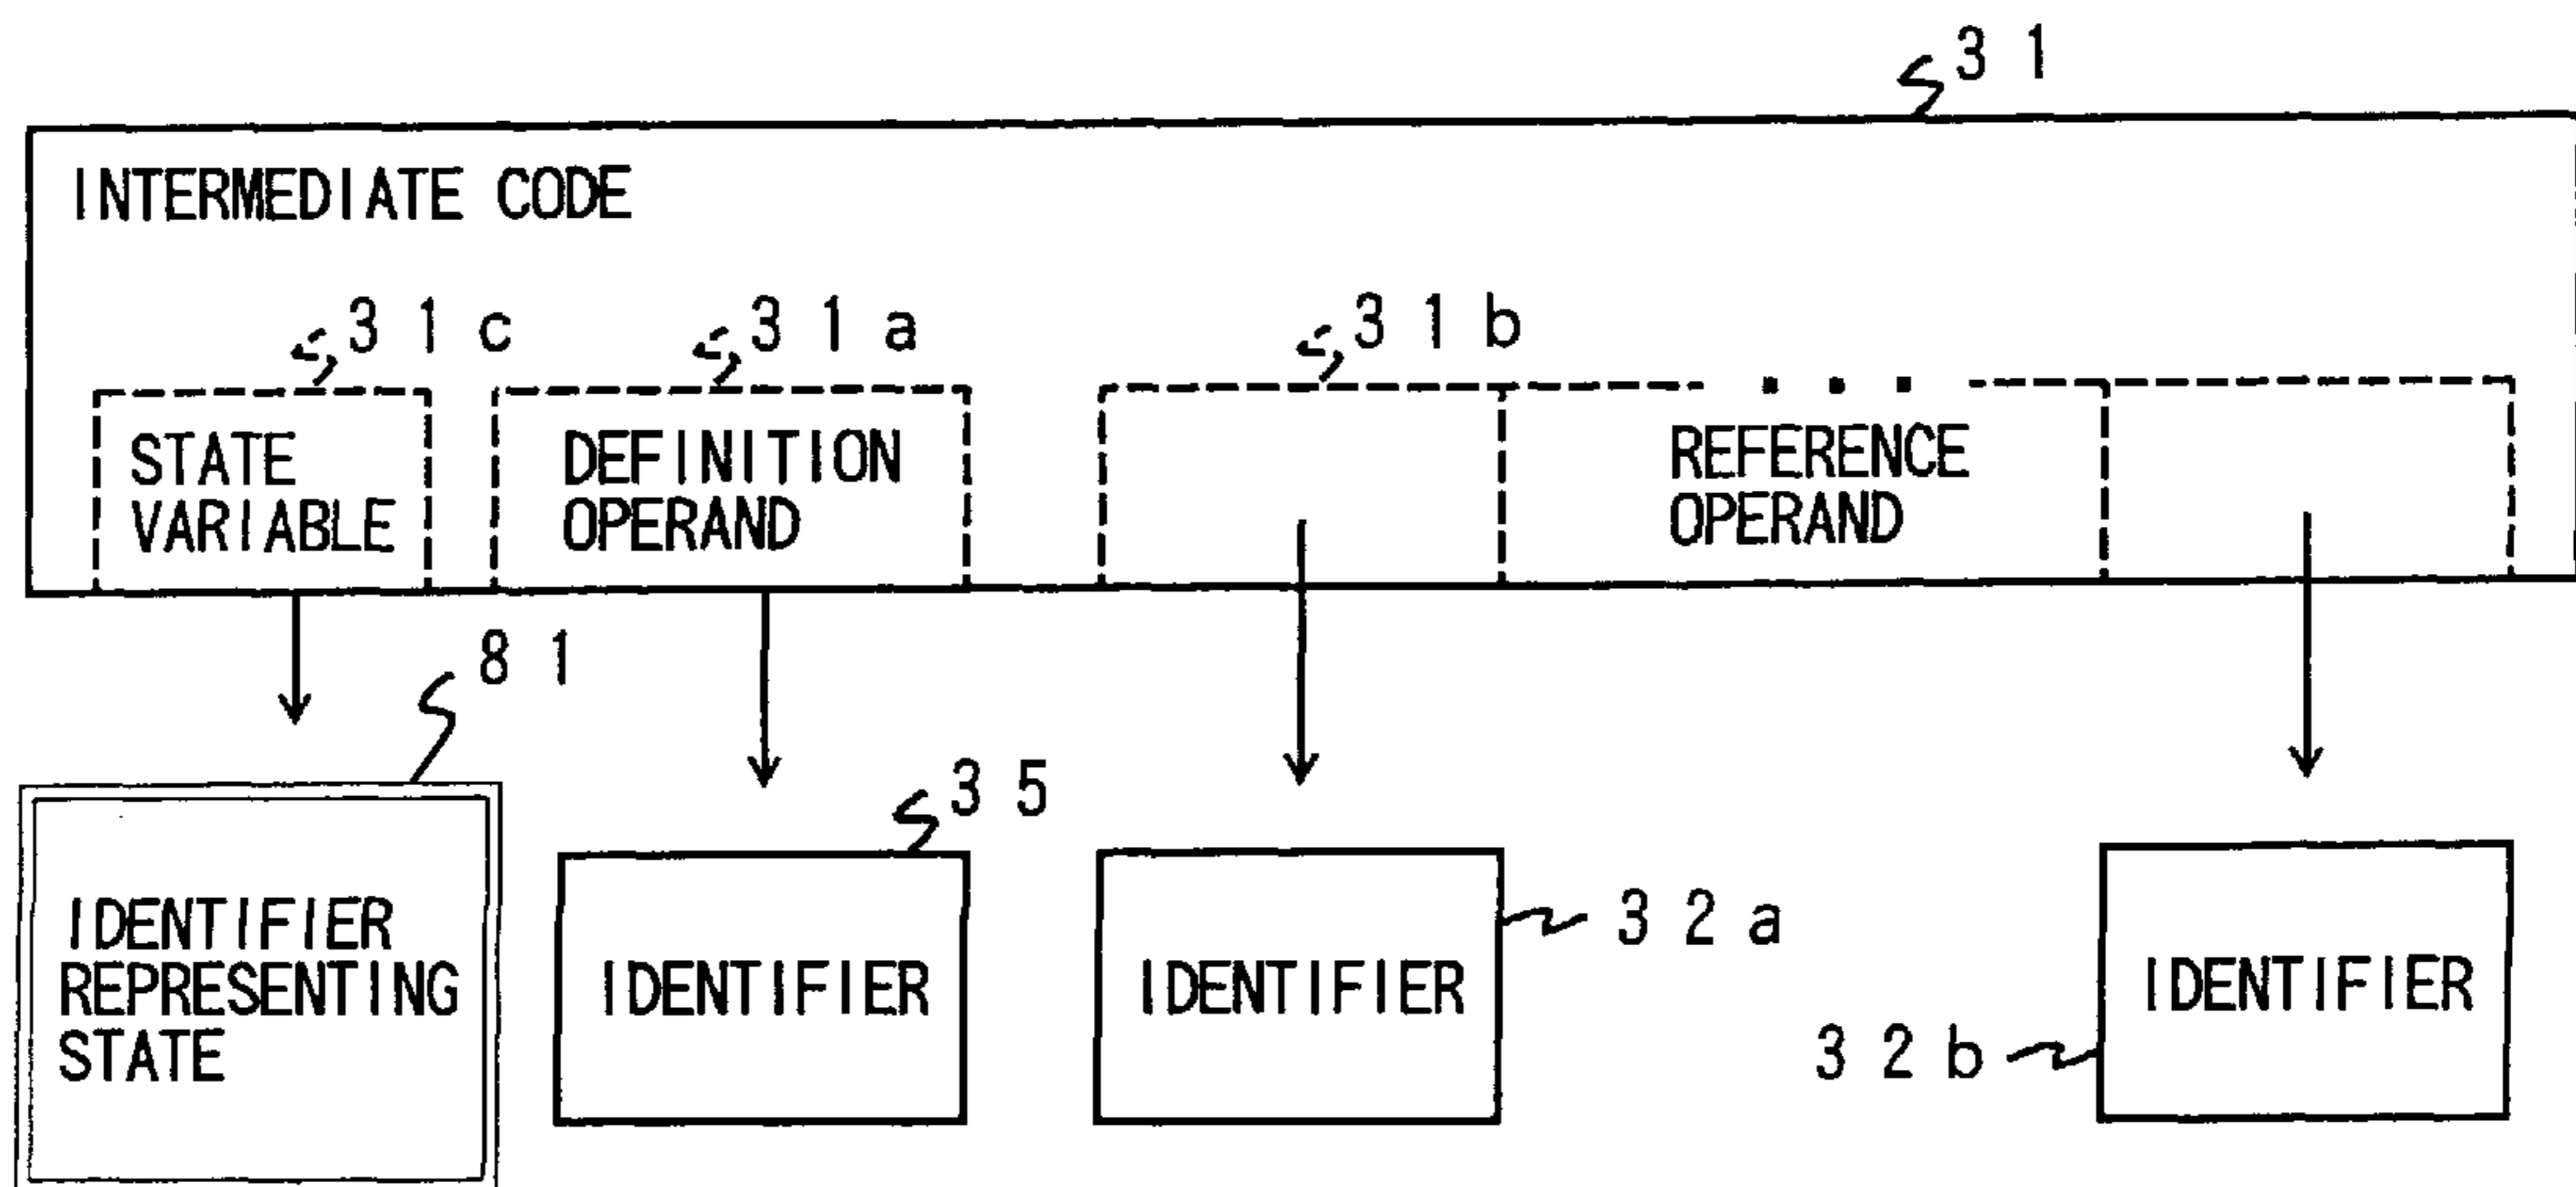 31
INTERMEDIATE CODE
31c
31a
31b
STATE
VARIABLE
DEFINITION
OPERAND
. . .
REFERENCE
OPERAND
81
35
IDENTIFIER
REPRESENTING
STATE
IDENTIFIER
IDENTIFIER
32a
32b
IDENTIFIER